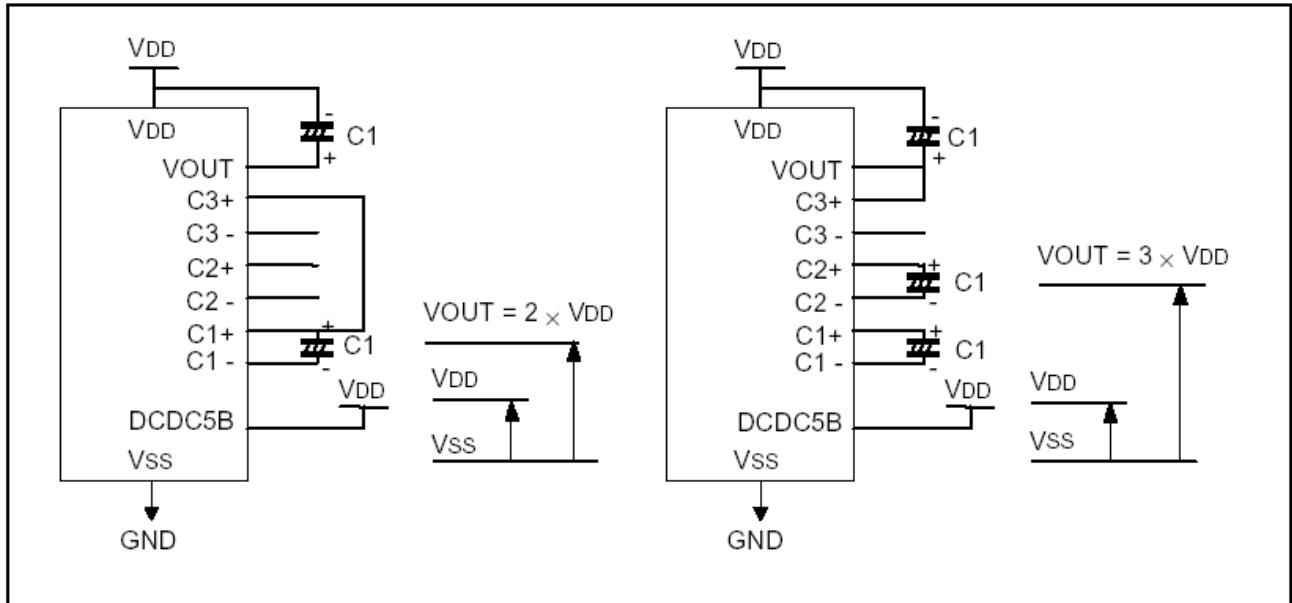 VDD
VDD
- C1
+
VOUT
C3+
C3 -
C2+
C2 -
C1+
+
C1 -
C1
-
VDD
DCDC5B
VSS
GND
VOUT = 2 × VDD
VDD
VSS
VDD
VDD
- C1
+
VOUT
C3+
C3 -
C2+
+
C2 -
C1
-
C1+
+
C1 -
C1
-
VDD
DCDC5B
VSS
GND
VOUT = 3 × VDD
VDD
VSS